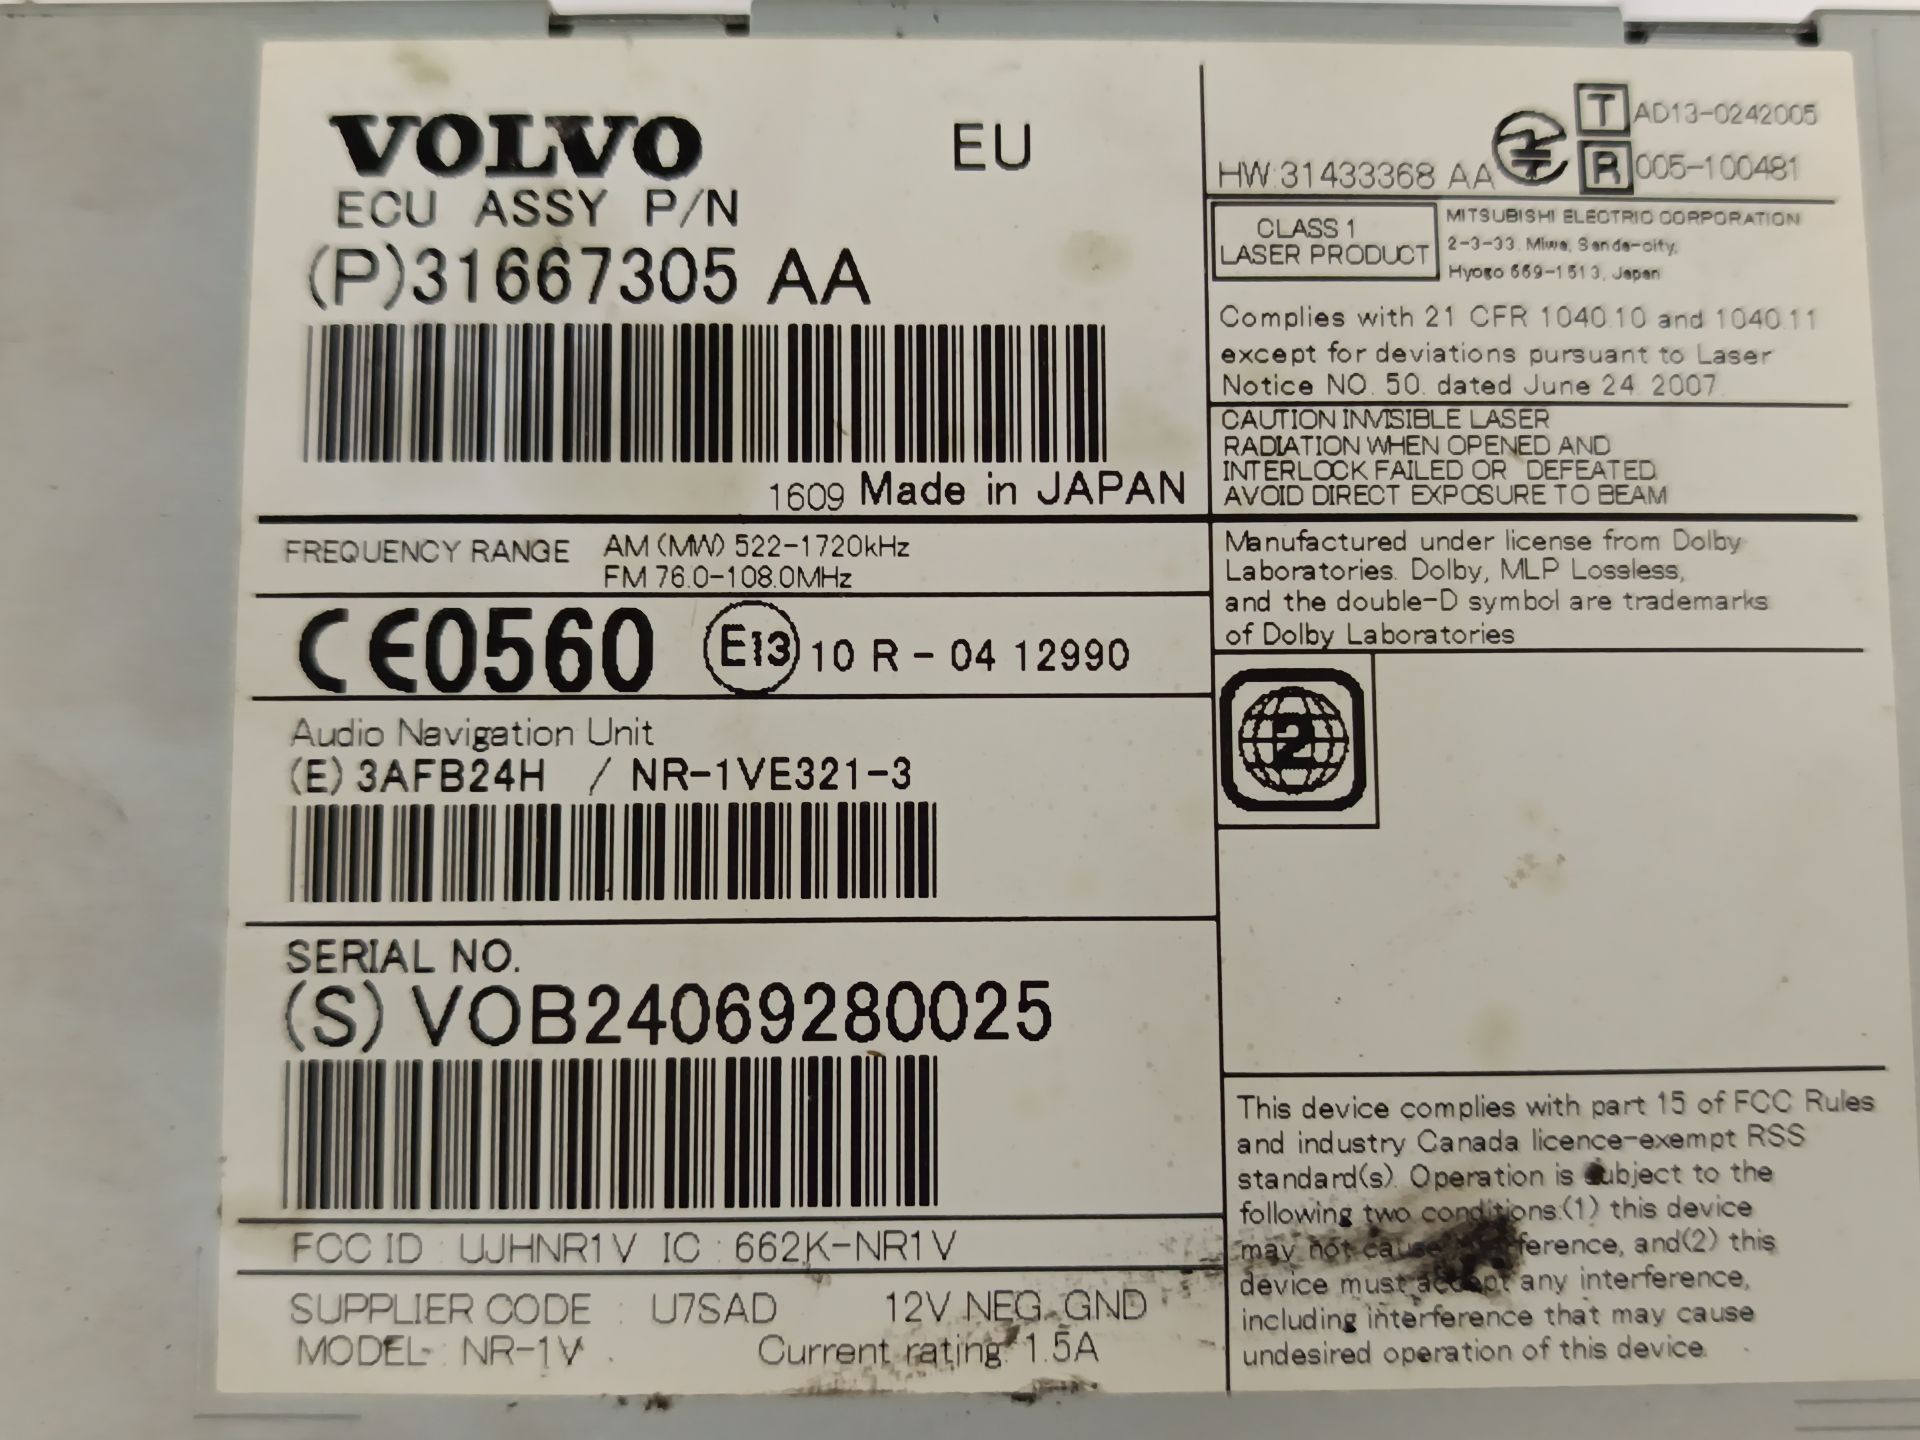 VOLVO
EU
ECU ASSY P/N
(P)31667305 AA
1609 Made in JAPAN
FREQUENCY RANGE AM (MW) 522-1720kHz
FM 76.0-108.0MHz
CE0560 E13 10 R - 04 12990
Audio Navigation Unit
(E) 3AFB24H / NR-1VE321-3
SERIAL NO.
(S) VOB24069280025
FCC ID : UJHNR1V IC : 662K-NR1V
SUPPLIER CODE : U7SAD 12V NEG. GND
MODEL: NR-1V Current rating: 1.5A
T AD13-0242005
HW:31433368 AA R 005-100481
CLASS 1
LASER PRODUCT
MITSUBISHI ELECTRIC CORPORATION
2-3-33, Miwa, Sanda-city,
Hyogo 669-1513, Japan
Complies with 21 CFR 1040.10 and 1040.11
except for deviations pursuant to Laser
Notice NO. 50. dated June 24. 2007.
CAUTION INVISIBLE LASER
RADIATION WHEN OPENED AND
INTERLOCK FAILED OR DEFEATED.
AVOID DIRECT EXPOSURE TO BEAM
Manufactured under license from Dolby
Laboratories. Dolby, MLP Lossless,
and the double-D symbol are trademarks
of Dolby Laboratories
2
This device complies with part 15 of FCC Rules
and industry Canada licence-exempt RSS
standard(s). Operation is subject to the
following two conditions:(1) this device
may not cause interference, and(2) this
device must accept any interference,
including interference that may cause
undesired operation of this device.